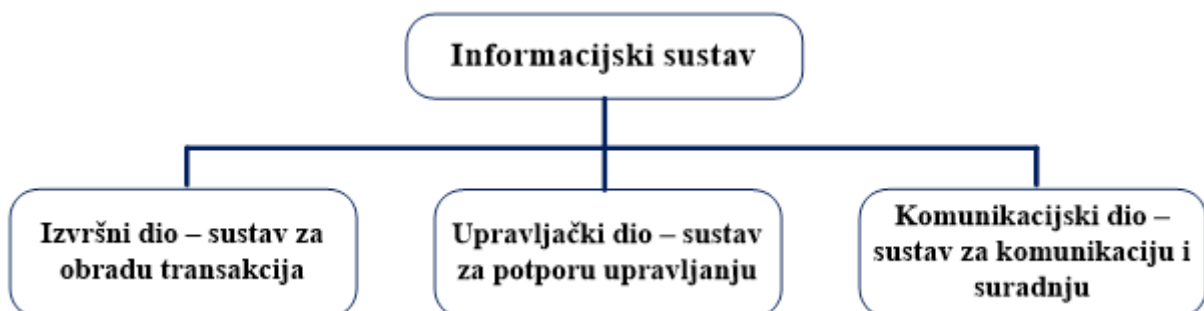 Informacijski sustav
Izvršni dio – sustav za
obradu transakcija
Upravljački dio – sustav
za potporu upravljanju
Komunikacijski dio –
sustav za komunikaciju i
suradnju